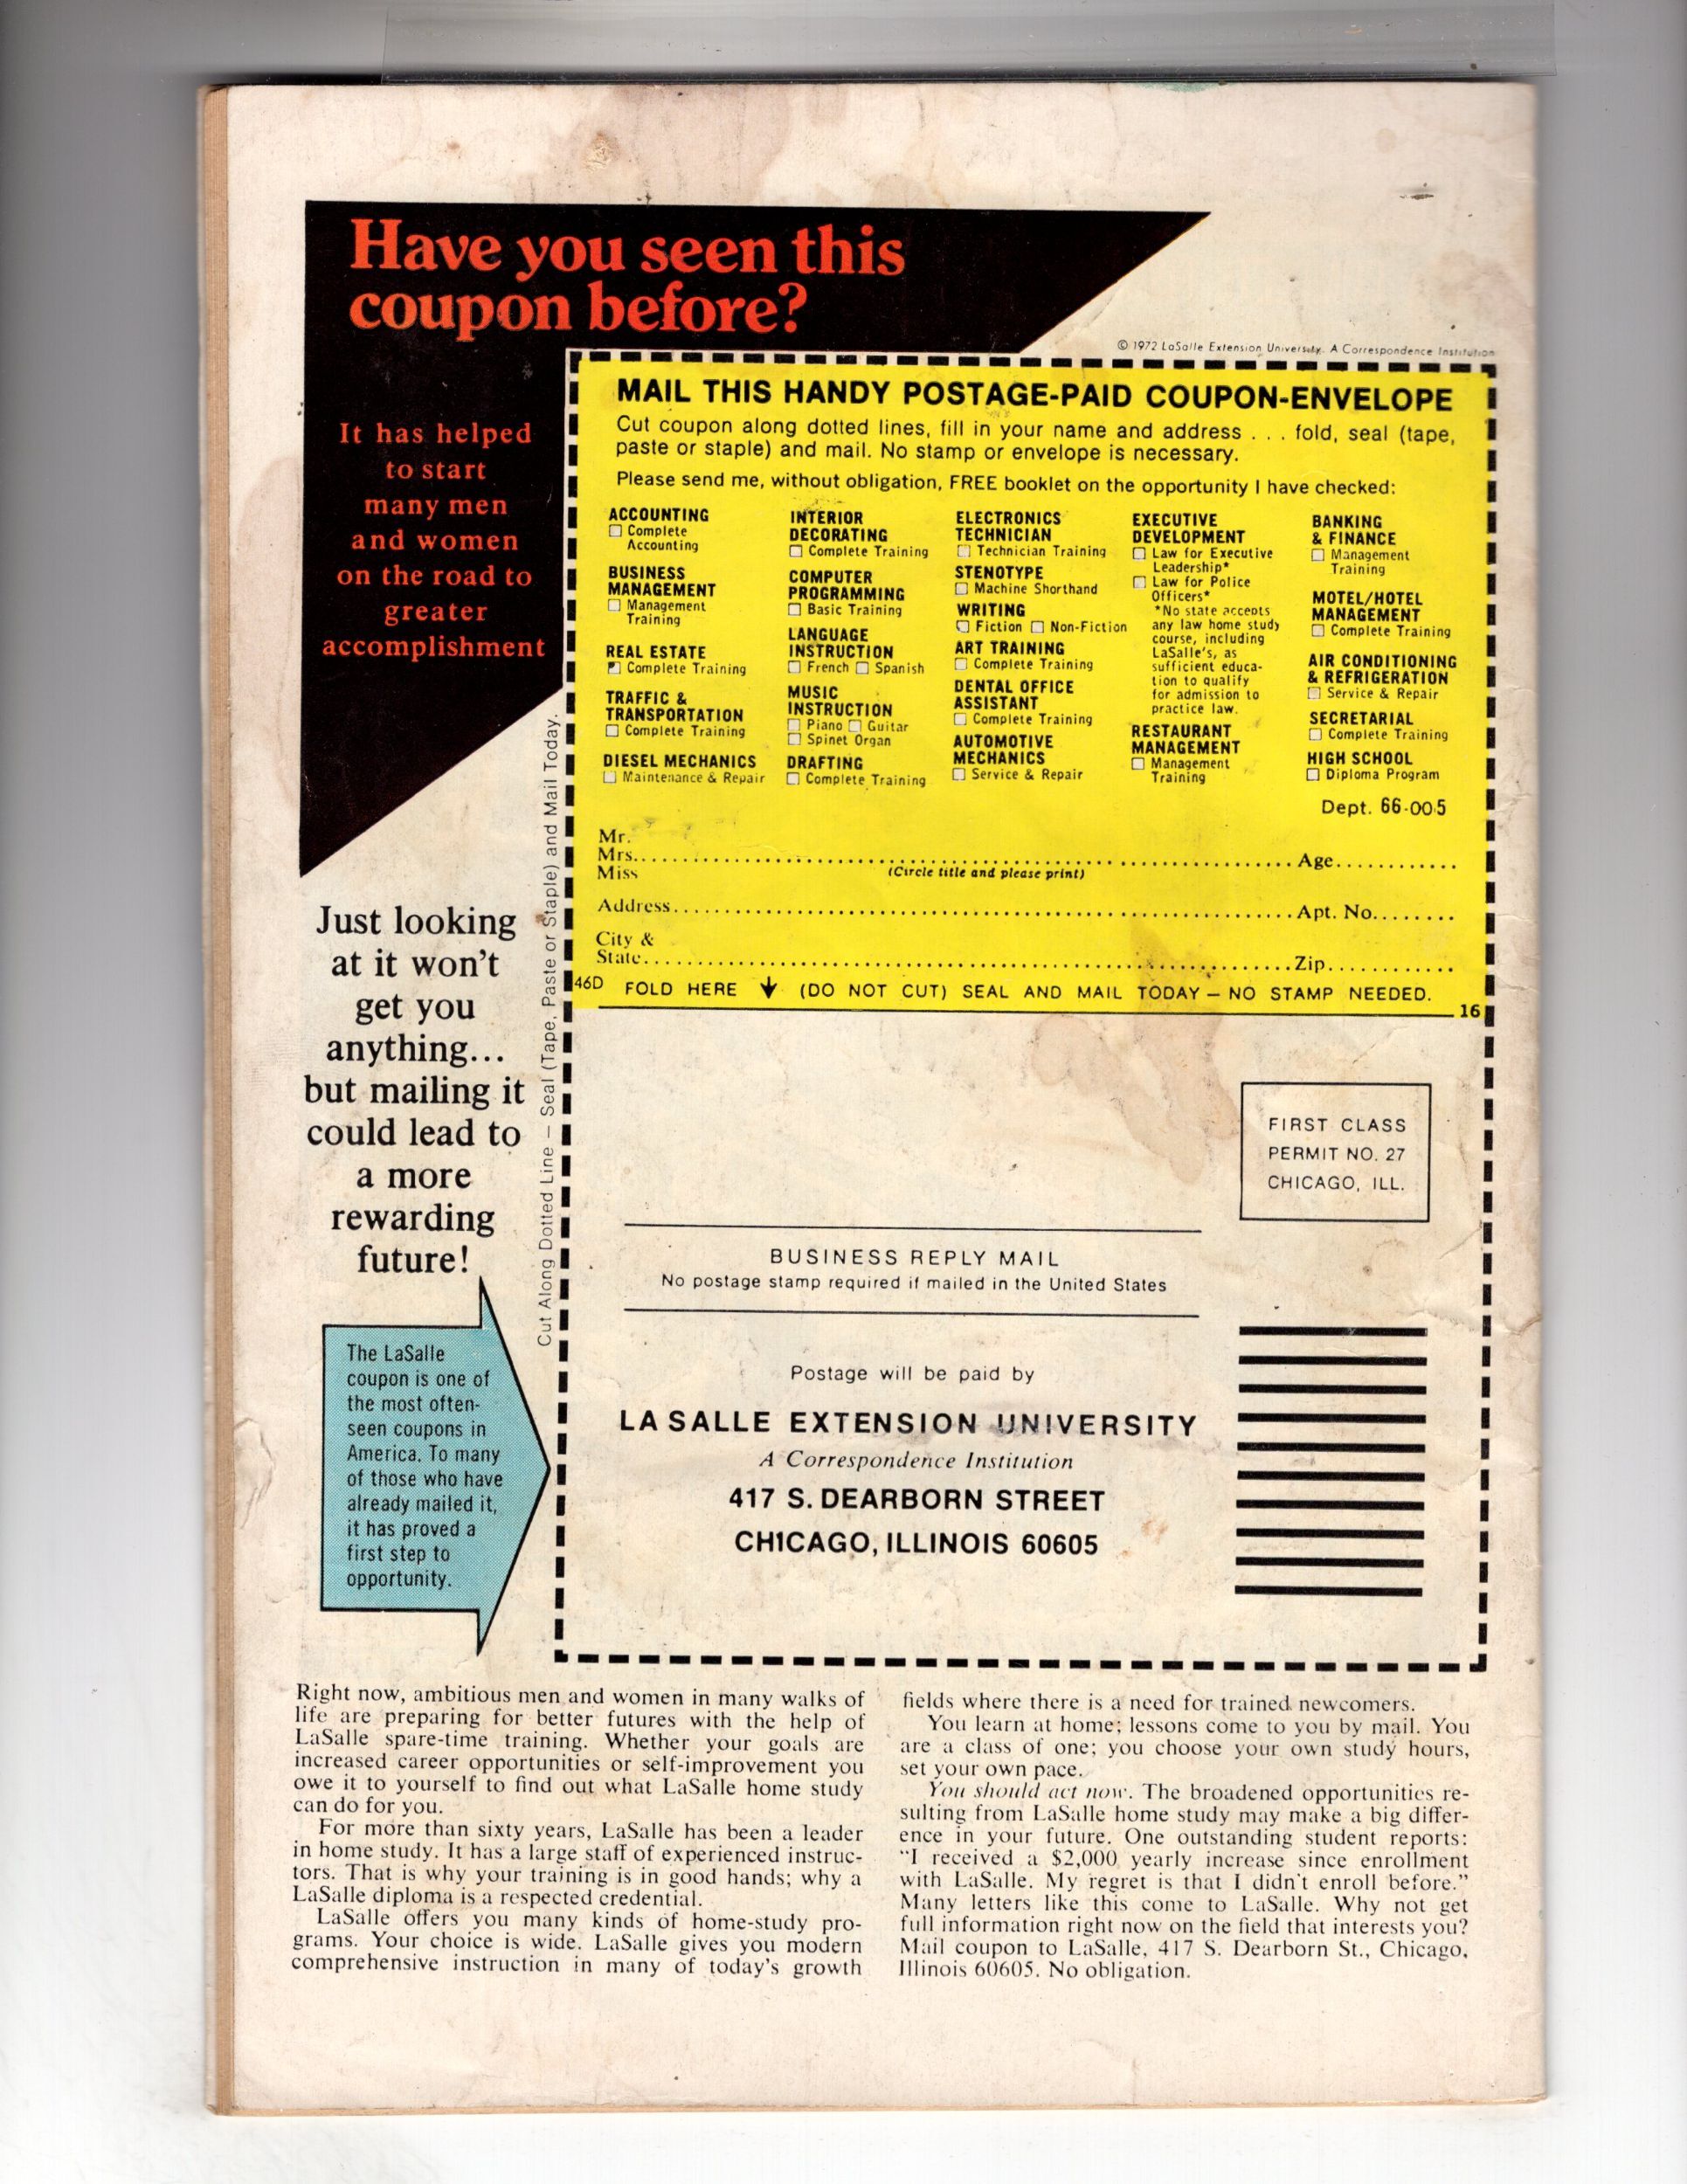 Have you seen this
coupon before?
It has helped
to start
many men
and women
on the road to
greater
accomplishment
© 1972 LaSalle Extension University. A Correspondence Institution
MAIL THIS HANDY POSTAGE-PAID COUPON-ENVELOPE
Cut coupon along dotted lines, fill in your name and address . . . fold, seal (tape,
paste or staple) and mail. No stamp or envelope is necessary.
Please send me, without obligation, FREE booklet on the opportunity I have checked:
ACCOUNTING
Complete
Accounting
BUSINESS
MANAGEMENT
Management
Training
REAL ESTATE
Complete Training
TRAFFIC &
TRANSPORTATION
Complete Training
DIESEL MECHANICS
Maintenance & Repair
INTERIOR
DECORATING
Complete Training
COMPUTER
PROGRAMMING
Basic Training
LANGUAGE
INSTRUCTION
French Spanish
MUSIC
INSTRUCTION
Piano Guitar
Spinet Organ
DRAFTING
Complete Training
ELECTRONICS
TECHNICIAN
Technician Training
STENOTYPE
Machine Shorthand
WRITING
Fiction Non-Fiction
ART TRAINING
Complete Training
DENTAL OFFICE
ASSISTANT
Complete Training
AUTOMOTIVE
MECHANICS
Service & Repair
EXECUTIVE
DEVELOPMENT
Law for Executive
Leadership*
Law for Police
Officers*
*No state accepts
any law home study
course, including
LaSalle's, as
sufficient educa-
tion to qualify
for admission to
practice law.
RESTAURANT
MANAGEMENT
Management
Training
BANKING
& FINANCE
Management
Training
MOTEL/HOTEL
MANAGEMENT
Complete Training
AIR CONDITIONING
& REFRIGERATION
Service & Repair
SECRETARIAL
Complete Training
HIGH SCHOOL
Diploma Program
Dept. 66-005
Mr.
Mrs. Age
Miss (Circle title and please print)
Address Apt. No.
City &
State Zip
46D FOLD HERE ↓ (DO NOT CUT) SEAL AND MAIL TODAY – NO STAMP NEEDED.
16
Cut Along Dotted Line – Seal (Tape, Paste or Staple) and Mail Today.
Just looking
at it won't
get you
anything...
but mailing it
could lead to
a more
rewarding
future!
The LaSalle
coupon is one of
the most often-
seen coupons in
America. To many
of those who have
already mailed it,
it has proved a
first step to
opportunity.
FIRST CLASS
PERMIT NO. 27
CHICAGO, ILL.
BUSINESS REPLY MAIL
No postage stamp required if mailed in the United States
Postage will be paid by
LA SALLE EXTENSION UNIVERSITY
A Correspondence Institution
417 S. DEARBORN STREET
CHICAGO, ILLINOIS 60605
Right now, ambitious men and women in many walks of
life are preparing for better futures with the help of
LaSalle spare-time training. Whether your goals are
increased career opportunities or self-improvement you
owe it to yourself to find out what LaSalle home study
can do for you.
For more than sixty years, LaSalle has been a leader
in home study. It has a large staff of experienced instruc-
tors. That is why your training is in good hands; why a
LaSalle diploma is a respected credential.
LaSalle offers you many kinds of home-study pro-
grams. Your choice is wide. LaSalle gives you modern
comprehensive instruction in many of today's growth
fields where there is a need for trained newcomers.
You learn at home; lessons come to you by mail. You
are a class of one; you choose your own study hours,
set your own pace.
You should act now. The broadened opportunities re-
sulting from LaSalle home study may make a big differ-
ence in your future. One outstanding student reports:
"I received a $2,000 yearly increase since enrollment
with LaSalle. My regret is that I didn't enroll before."
Many letters like this come to LaSalle. Why not get
full information right now on the field that interests you?
Mail coupon to LaSalle, 417 S. Dearborn St., Chicago,
Illinois 60605. No obligation.